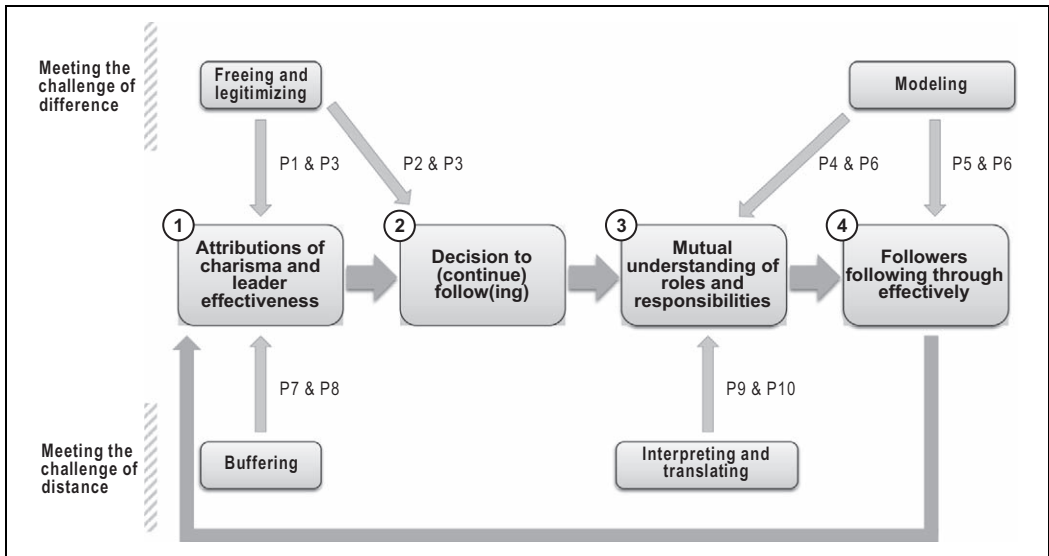 Meeting the
challenge of
difference
Freeing and
legitimizing
Modeling
P1 & P3
P2 & P3
P4 & P6
P5 & P6
1
Attributions of
charisma and
leader
effectiveness
2
Decision to
(continue)
follow(ing)
3
Mutual
understanding of
roles and
responsibilities
4
Followers
following through
effectively
P7 & P8
P9 & P10
Meeting the
challenge of
distance
Buffering
Interpreting and
translating